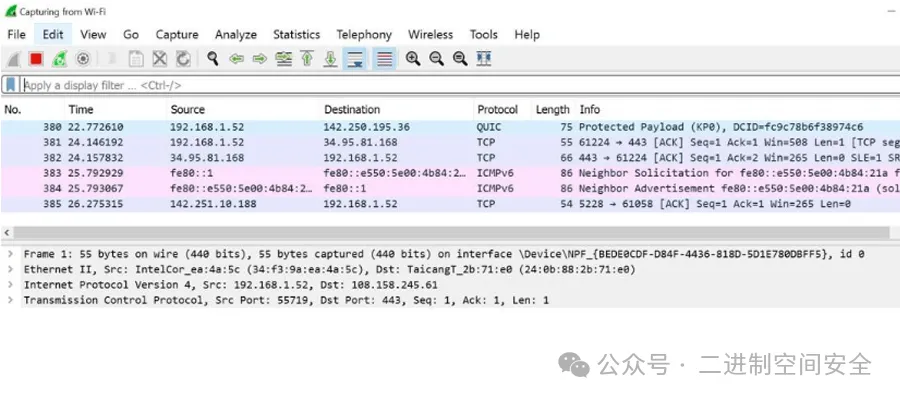 Capturing from Wi-Fi
File Edit View Go Capture Analyze Statistics Telephony Wireless Tools Help
Apply a display filter ... <Ctrl-/>
No. Time Source Destination Protocol Length Info
380 22.772610 192.168.1.52 142.250.195.36 QUIC 75 Protected Payload (KP0), DCID=fc9c78b6f38974c6
381 24.146192 192.168.1.52 34.95.81.168 TCP 55 61224 → 443 [ACK] Seq=1 Ack=1 Win=508 Len=1 [TCP seg
382 24.157832 34.95.81.168 192.168.1.52 TCP 66 443 → 61224 [ACK] Seq=1 Ack=2 Win=265 Len=0 SLE=1 SR
383 25.792929 fe80::1 fe80::e550:5e00:4b84:2… ICMPv6 86 Neighbor Solicitation for fe80::e550:5e00:4b84:21a f
384 25.793067 fe80::e550:5e00:4b84:2… fe80::1 ICMPv6 86 Neighbor Advertisement fe80::e550:5e00:4b84:21a (sol
385 26.275315 142.251.10.188 192.168.1.52 TCP 54 5228 → 61058 [ACK] Seq=1 Ack=1 Win=265 Len=0
Frame 1: 55 bytes on wire (440 bits), 55 bytes captured (440 bits) on interface \Device\NPF_{BEDE0CDF-D84F-4436-818D-5D1E780DBFF5}, id 0
Ethernet II, Src: IntelCor_ea:4a:5c (34:f3:9a:ea:4a:5c), Dst: TaicangT_2b:71:e0 (24:0b:88:2b:71:e0)
Internet Protocol Version 4, Src: 192.168.1.52, Dst: 108.158.245.61
Transmission Control Protocol, Src Port: 55719, Dst Port: 443, Seq: 1, Ack: 1, Len: 1
公众号 · 二进制空间安全